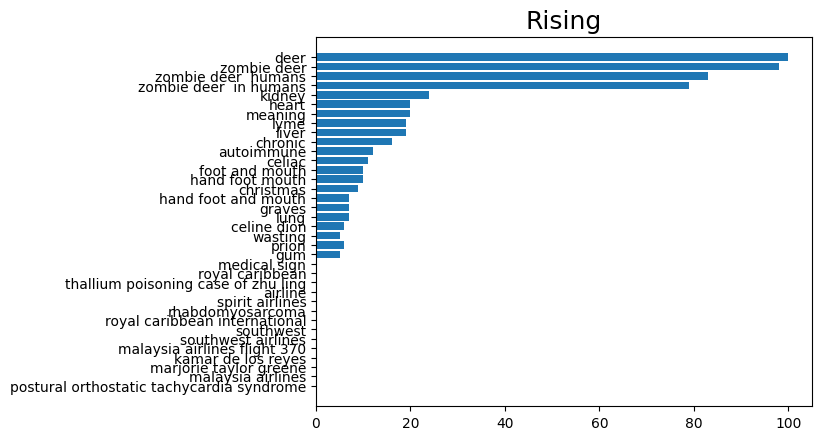 Rising
deer
zombie deer
zombie deer  humans
zombie deer  in humans
kidney
heart
meaning
lyme
liver
chronic
autoimmune
celiac
foot and mouth
hand foot mouth
christmas
hand foot and mouth
graves
lung
celine dion
wasting
prion
gum
medical sign
royal caribbean
thallium poisoning case of zhu ling
airline
spirit airlines
rhabdomyosarcoma
royal caribbean international
southwest
southwest airlines
malaysia airlines flight 370
kamar de los reyes
marjorie taylor greene
malaysia airlines
postural orthostatic tachycardia syndrome
0 20 40 60 80 100